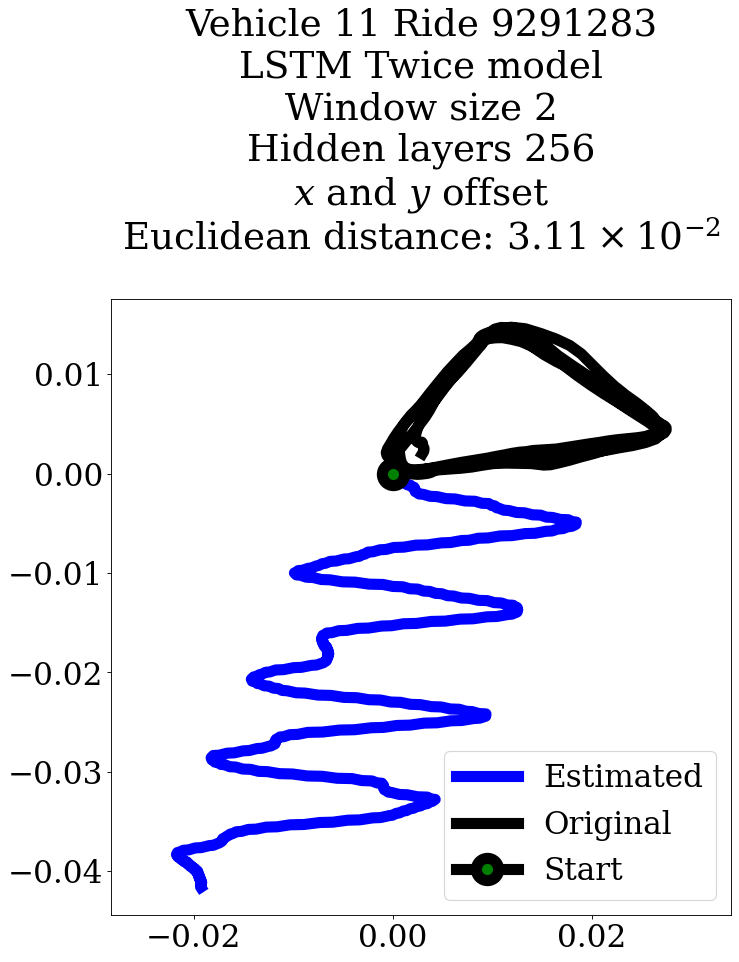 Vehicle 11 Ride 9291283
LSTM Twice model
Window size 2
Hidden layers 256
x and y offset
Euclidean distance: 3.11 × 10⁻²
0.01
0.00
−0.01
−0.02
−0.03
−0.04
Estimated
Original
Start
−0.02 0.00 0.02